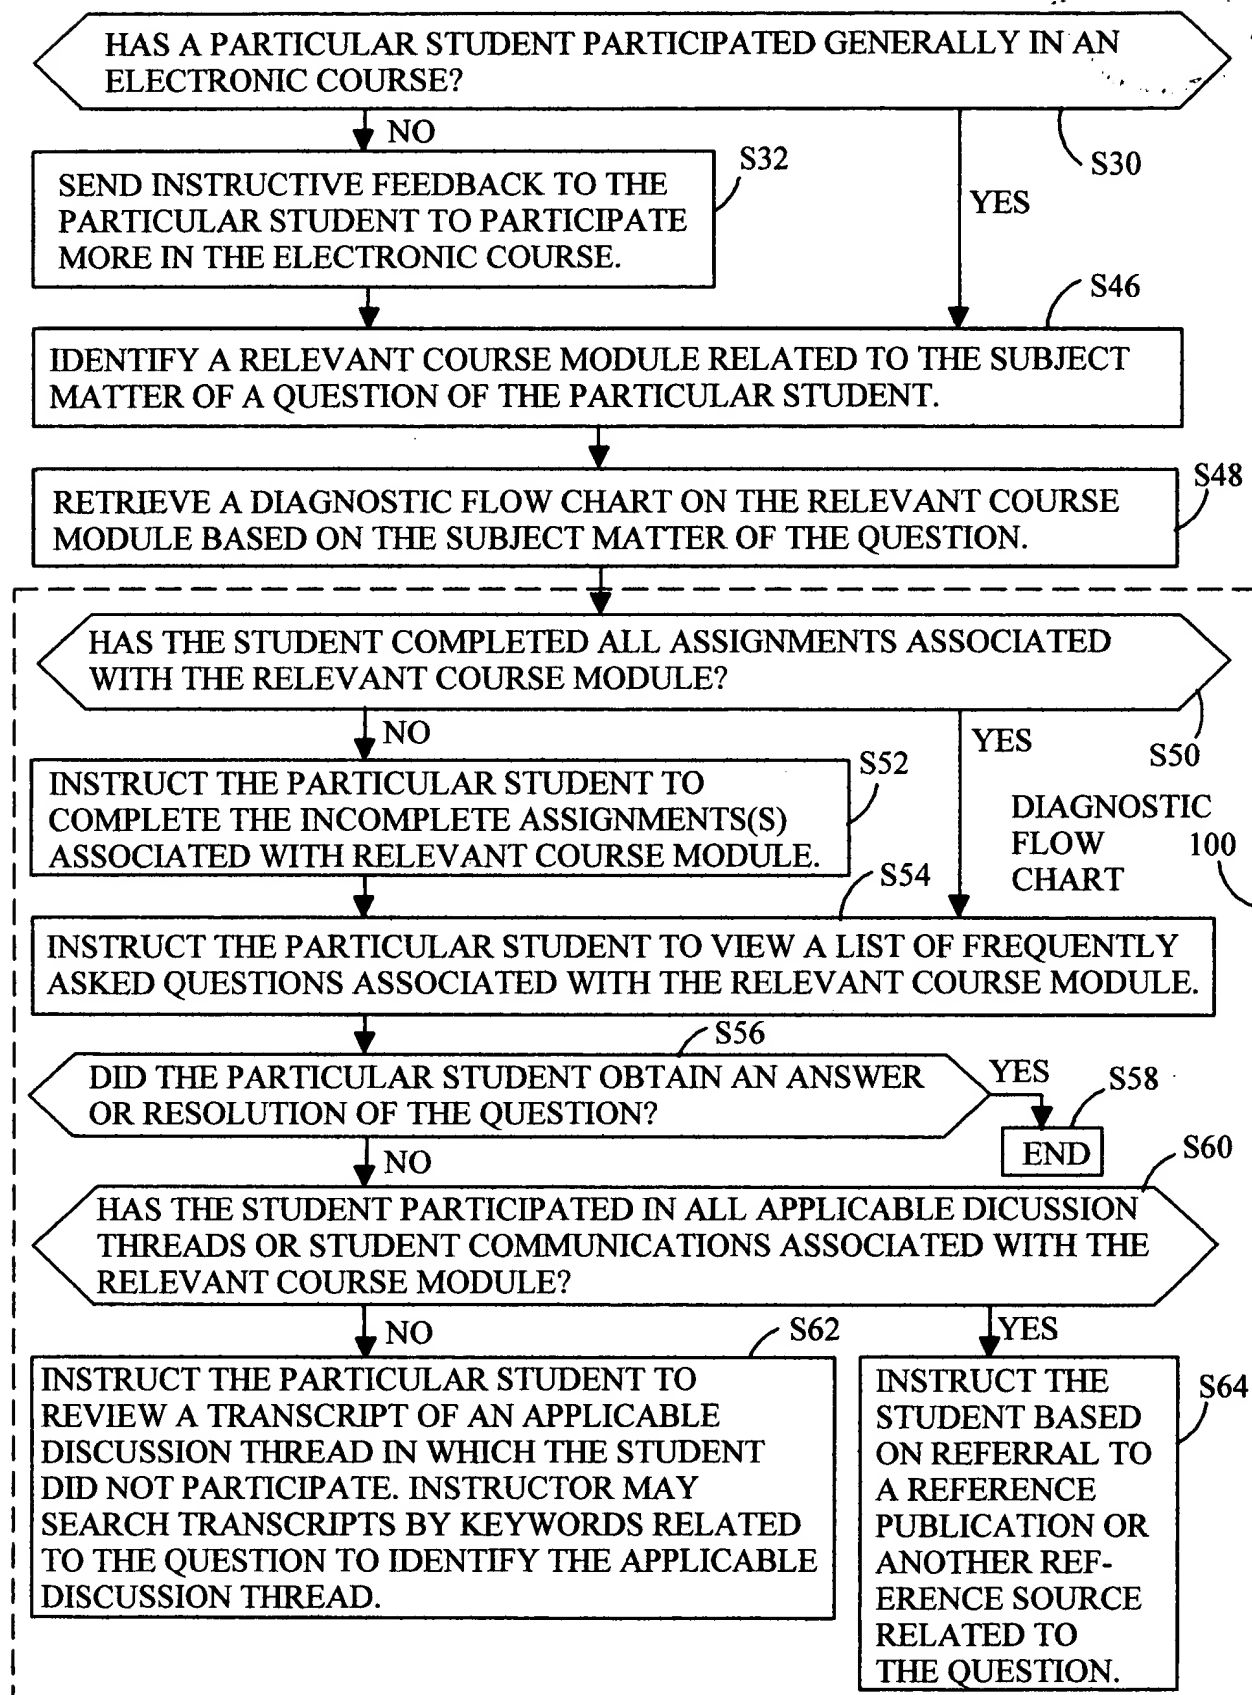 HAS A PARTICULAR STUDENT PARTICIPATED GENERALLY IN AN
ELECTRONIC COURSE?
S30
NO
YES
S32
SEND INSTRUCTIVE FEEDBACK TO THE
PARTICULAR STUDENT TO PARTICIPATE
MORE IN THE ELECTRONIC COURSE.
S46
IDENTIFY A RELEVANT COURSE MODULE RELATED TO THE SUBJECT
MATTER OF A QUESTION OF THE PARTICULAR STUDENT.
S48
RETRIEVE A DIAGNOSTIC FLOW CHART ON THE RELEVANT COURSE
MODULE BASED ON THE SUBJECT MATTER OF THE QUESTION.
HAS THE STUDENT COMPLETED ALL ASSIGNMENTS ASSOCIATED
WITH THE RELEVANT COURSE MODULE?
S50
NO
YES
S52
INSTRUCT THE PARTICULAR STUDENT TO
COMPLETE THE INCOMPLETE ASSIGNMENTS(S)
ASSOCIATED WITH RELEVANT COURSE MODULE.
DIAGNOSTIC
FLOW
CHART
100
S54
INSTRUCT THE PARTICULAR STUDENT TO VIEW A LIST OF FREQUENTLY
ASKED QUESTIONS ASSOCIATED WITH THE RELEVANT COURSE MODULE.
S56
DID THE PARTICULAR STUDENT OBTAIN AN ANSWER
OR RESOLUTION OF THE QUESTION?
YES
S58
END
NO
S60
HAS THE STUDENT PARTICIPATED IN ALL APPLICABLE DICUSSION
THREADS OR STUDENT COMMUNICATIONS ASSOCIATED WITH THE
RELEVANT COURSE MODULE?
NO
YES
S62
INSTRUCT THE PARTICULAR STUDENT TO
REVIEW A TRANSCRIPT OF AN APPLICABLE
DISCUSSION THREAD IN WHICH THE STUDENT
DID NOT PARTICIPATE. INSTRUCTOR MAY
SEARCH TRANSCRIPTS BY KEYWORDS RELATED
TO THE QUESTION TO IDENTIFY THE APPLICABLE
DISCUSSION THREAD.
S64
INSTRUCT THE
STUDENT BASED
ON REFERRAL TO
A REFERENCE
PUBLICATION OR
ANOTHER REF-
ERENCE SOURCE
RELATED TO
THE QUESTION.